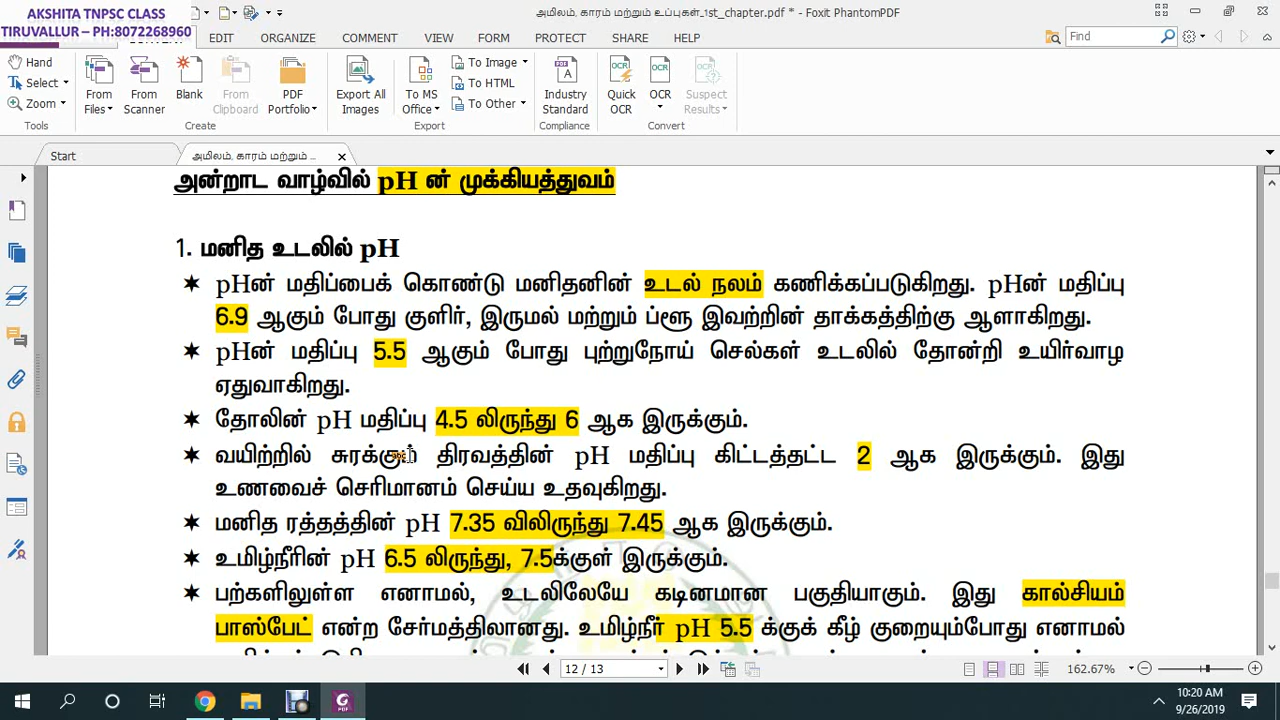 AKSHITA TNPSC CLASS
TIRUVALLUR – PH:8072268960
அமிலம், காரம் மற்றும் உப்புகள்_1st_chapter.pdf * - Foxit PhantomPDF
EDIT ORGANIZE COMMENT VIEW FORM PROTECT SHARE HELP
Find
Hand
Select
Zoom
Tools
From Files
From Scanner
Blank
From Clipboard
PDF Portfolio
Create
Export All Images
To MS Office
To Image
To HTML
To Other
Export
Industry Standard
Compliance
Quick OCR
OCR
Suspect Results
Convert
Start
அமிலம், காரம் மற்றும் ...
அன்றாட வாழ்வில் pH ன் முக்கியத்துவம்
1. மனித உடலில் pH
★ pHன் மதிப்பைக் கொண்டு மனிதனின் உடல் நலம் கணிக்கப்படுகிறது. pHன் மதிப்பு
6.9 ஆகும் போது குளிர், இருமல் மற்றும் ப்ளூ இவற்றின் தாக்கத்திற்கு ஆளாகிறது.
★ pHன் மதிப்பு 5.5 ஆகும் போது புற்றுநோய் செல்கள் உடலில் தோன்றி உயிர்வாழ
ஏதுவாகிறது.
★ தோலின் pH மதிப்பு 4.5 லிருந்து 6 ஆக இருக்கும்.
★ வயிற்றில் சுரக்கும் திரவத்தின் pH மதிப்பு கிட்டத்தட்ட 2 ஆக இருக்கும். இது
உணவைச் செரிமானம் செய்ய உதவுகிறது.
★ மனித ரத்தத்தின் pH 7.35 விலிருந்து 7.45 ஆக இருக்கும்.
★ உமிழ்நீரின் pH 6.5 லிருந்து, 7.5க்குள் இருக்கும்.
★ பற்களிலுள்ள எனாமல், உடலிலேயே கடினமான பகுதியாகும். இது கால்சியம்
பாஸ்பேட் என்ற சேர்மத்திலானது. உமிழ்நீர் pH 5.5 க்குக் கீழ் குறையும்போது எனாமல்
12 / 13
162.67%
10:20 AM
9/26/2019